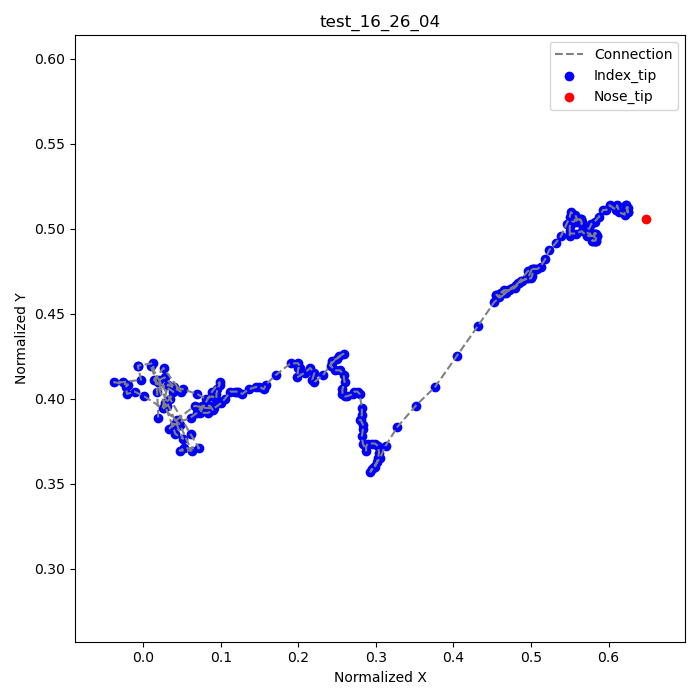 test_16_26_04
Connection
Index_tip
Nose_tip
0.60
0.55
0.50
0.45
0.40
0.35
0.30
Normalized Y
0.0 0.1 0.2 0.3 0.4 0.5 0.6
Normalized X